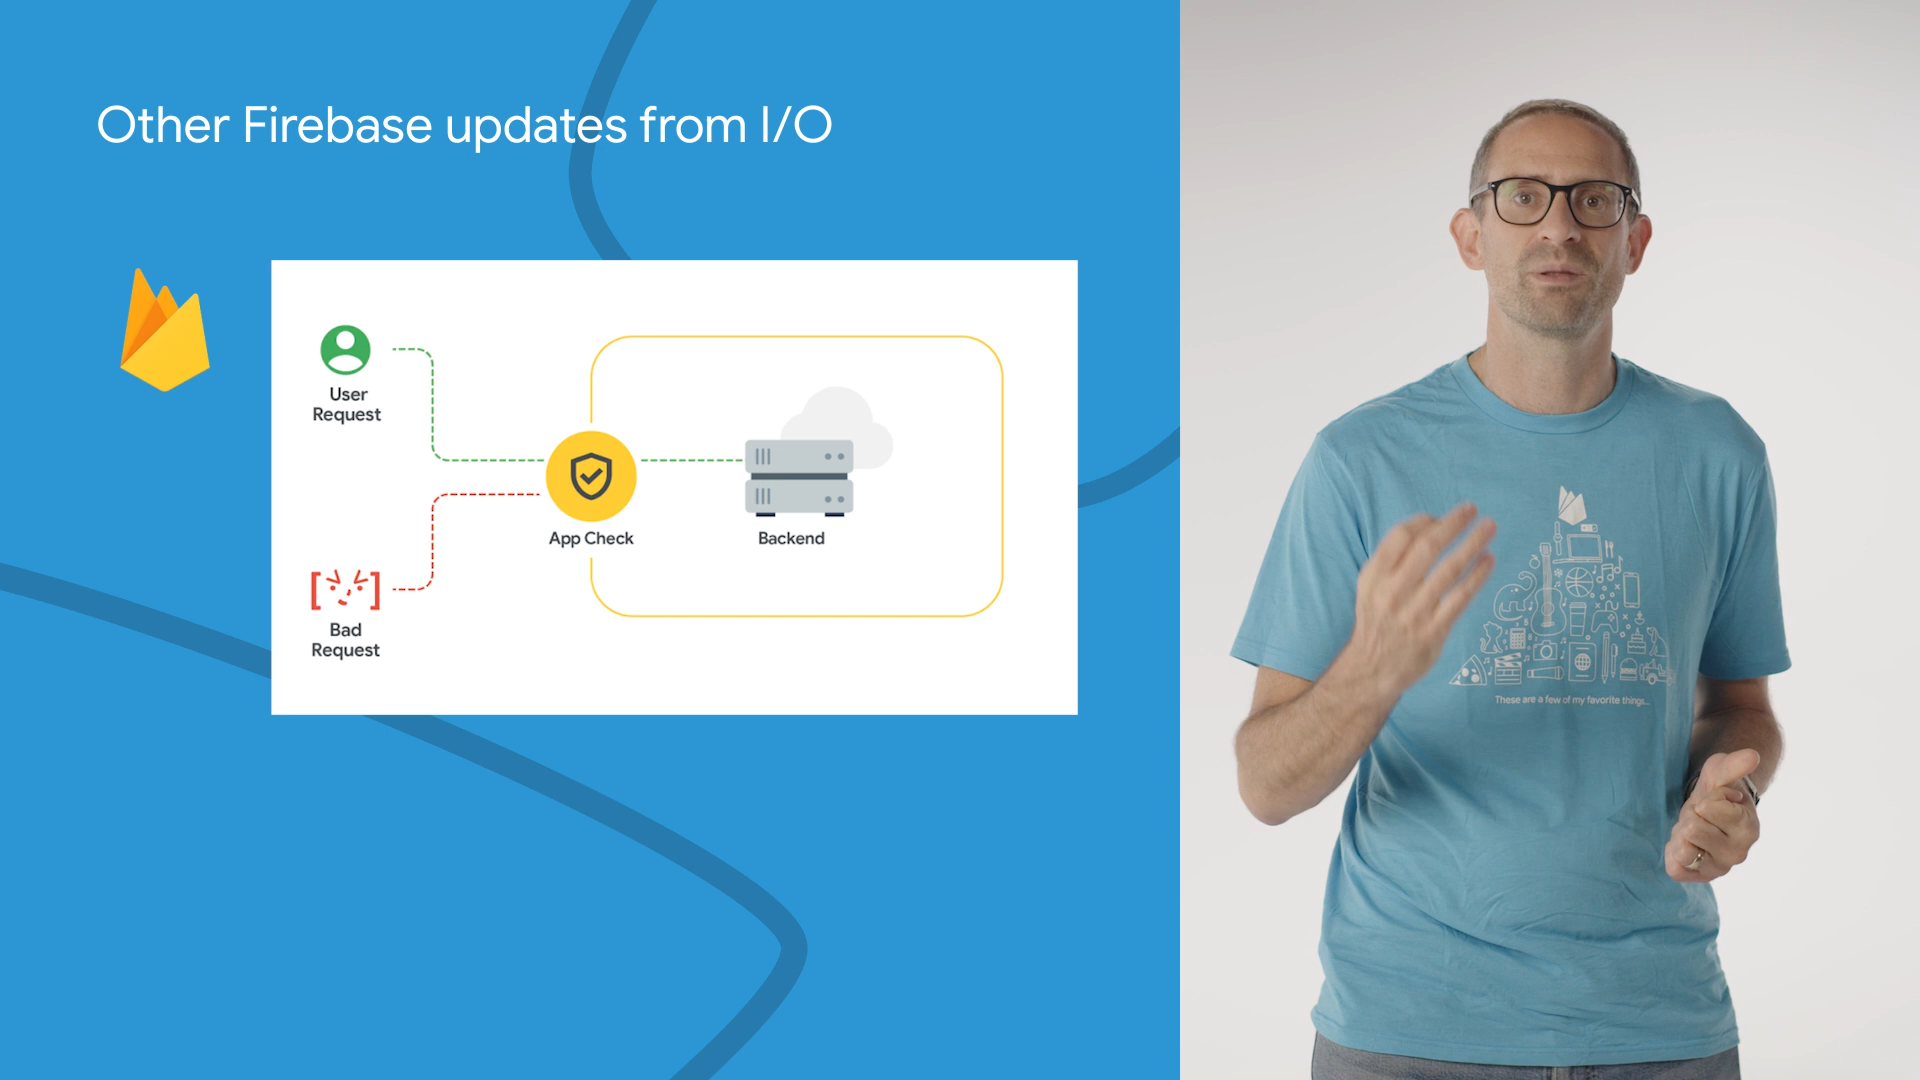 Other Firebase updates from I/O
User
Request
App Check
Backend
Bad
Request
These are a few of my favorite things...